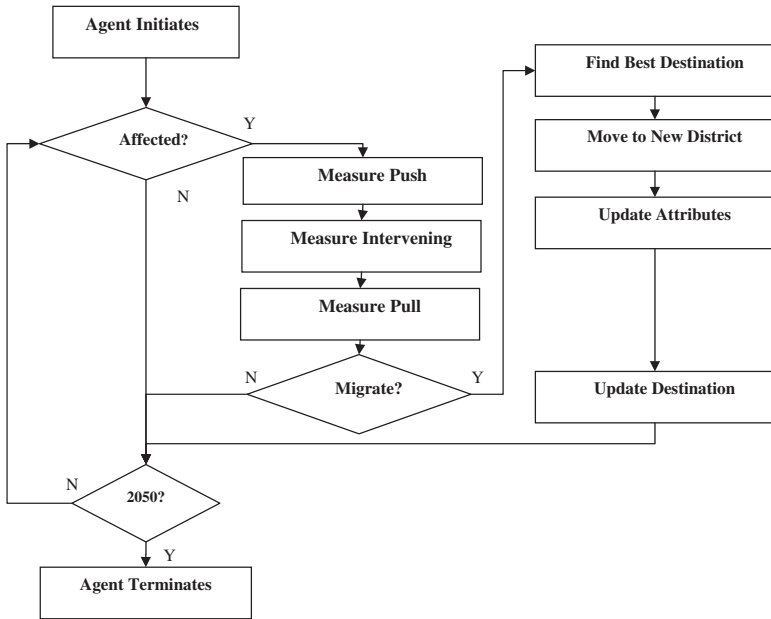 Agent Initiates
Affected?
Y
N
Measure Push
Measure Intervening
Measure Pull
Migrate?
N
Y
Find Best Destination
Move to New District
Update Attributes
Update Destination
2050?
N
Y
Agent Terminates